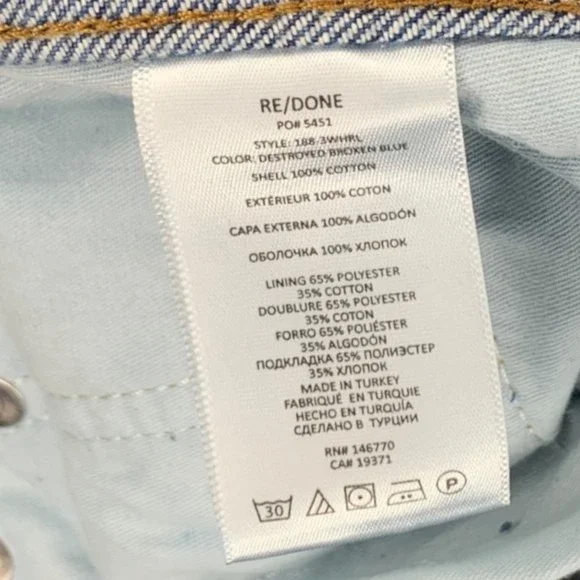 RE/DONE
PO# 5451
STYLE: 188-3WHRL
COLOR: DESTROYED BROKEN BLUE
SHELL 100% COTTON
EXTÉRIEUR 100% COTON
CAPA EXTERNA 100% ALGODÓN
ОБОЛОЧКА 100% ХЛОПОК
LINING 65% POLYESTER
35% COTTON
DOUBLURE 65% POLYESTER
35% COTON
FORRO 65% POLIÉSTER
35% ALGODÓN
ПОДКЛАДКА 65% ПОЛИЭСТЕР
35% ХЛОПОК
MADE IN TURKEY
FABRIQUÉ EN TURQUIE
HECHO EN TURQUÍA
СДЕЛАНО В ТУРЦИИ
RN# 146770
CA# 19371
30 P